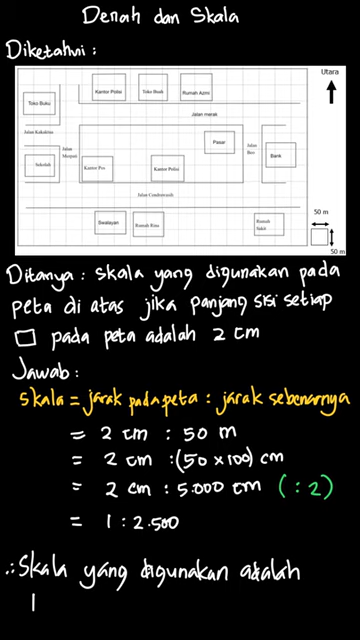 Denah dan Skala
Diketahui :
Utara
Kantor Polisi
Toko Buah
Rumah Azmi
Toko Buku
Jalan merak
Jalan Kakaktua
Jalan Merpati
Pasar
Jalan Beo
Bank
Sekolah
Kantor Pos
Kantor Polisi
Jalan Cendrawasih
Swalayan
Rumah Rina
Rumah Sakit
50 m
50 m
Ditanya : skala yang digunakan pada
peta di atas jika panjang sisi setiap
□ pada peta adalah 2 cm
Jawab :
skala = jarak pada peta : jarak sebenarnya
= 2 cm : 50 m
= 2 cm : (50 x 100) cm
= 2 cm : 5.000 cm (: 2)
= 1 : 2.500
∴ Skala yang digunakan adalah
1